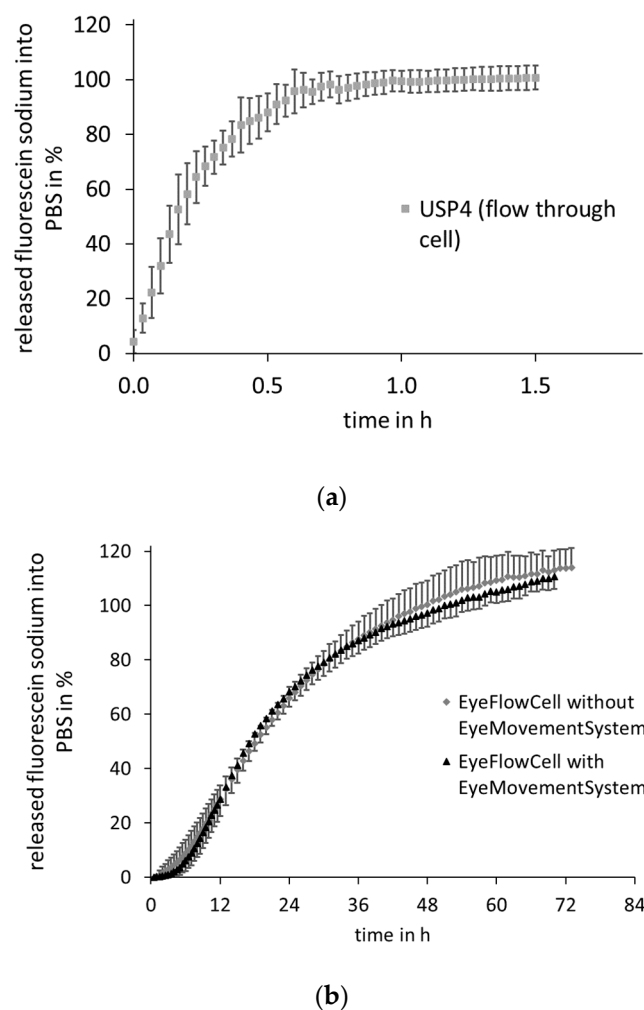 released fluorescein sodium into
PBS in %
120
100
80
60
40
20
0
0.0 0.5 1.0 1.5
time in h
USP4 (flow through
cell)
(a)
released fluorescein sodium into
PBS in %
120
100
80
60
40
20
0
0 12 24 36 48 60 72 84
time in h
EyeFlowCell without
EyeMovementSystem
EyeFlowCell with
EyeMovementSystem
(b)